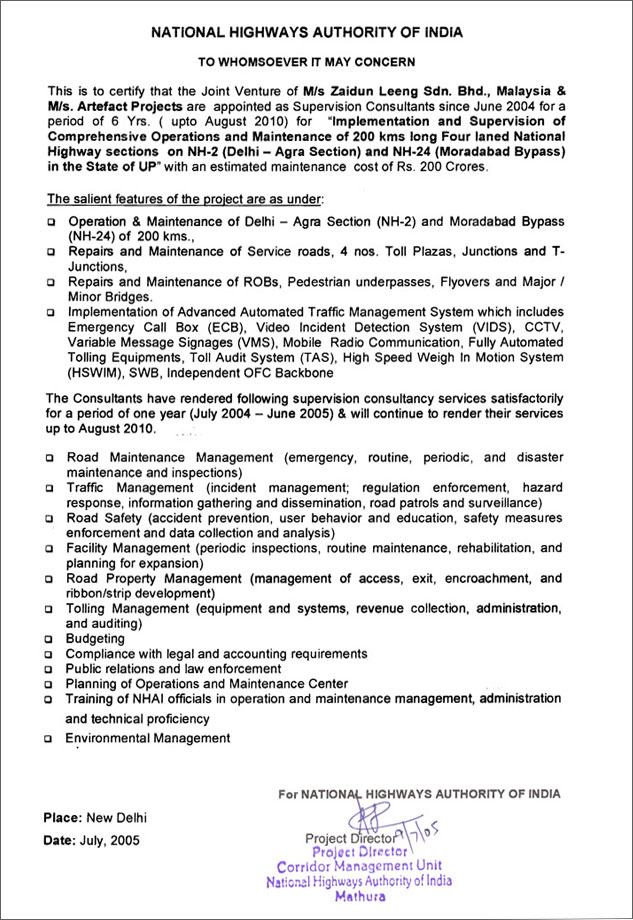 NATIONAL HIGHWAYS AUTHORITY OF INDIA
TO WHOMSOEVER IT MAY CONCERN
This is to certify that the Joint Venture of M/s Zaidun Leeng Sdn. Bhd., Malaysia &
M/s. Artefact Projects are appointed as Supervision Consultants since June 2004 for a
period of 6 Yrs. ( upto August 2010) for "Implementation and Supervision of
Comprehensive Operations and Maintenance of 200 kms long Four laned National
Highway sections on NH-2 (Delhi – Agra Section) and NH-24 (Moradabad Bypass)
in the State of UP" with an estimated maintenance cost of Rs. 200 Crores.
The salient features of the project are as under:
❑ Operation & Maintenance of Delhi – Agra Section (NH-2) and Moradabad Bypass
(NH-24) of 200 kms.,
❑ Repairs and Maintenance of Service roads, 4 nos. Toll Plazas, Junctions and T-
Junctions,
❑ Repairs and Maintenance of ROBs, Pedestrian underpasses, Flyovers and Major /
Minor Bridges.
❑ Implementation of Advanced Automated Traffic Management System which includes
Emergency Call Box (ECB), Video Incident Detection System (VIDS), CCTV,
Variable Message Signages (VMS), Mobile Radio Communication, Fully Automated
Tolling Equipments, Toll Audit System (TAS), High Speed Weigh In Motion System
(HSWIM), SWB, Independent OFC Backbone
The Consultants have rendered following supervision consultancy services satisfactorily
for a period of one year (July 2004 – June 2005) & will continue to render their services
up to August 2010.
❑ Road Maintenance Management (emergency, routine, periodic, and disaster
maintenance and inspections)
❑ Traffic Management (incident management; regulation enforcement, hazard
response, information gathering and dissemination, road patrols and surveillance)
❑ Road Safety (accident prevention, user behavior and education, safety measures
enforcement and data collection and analysis)
❑ Facility Management (periodic inspections, routine maintenance, rehabilitation, and
planning for expansion)
❑ Road Property Management (management of access, exit, encroachment, and
ribbon/strip development)
❑ Tolling Management (equipment and systems, revenue collection, administration,
and auditing)
❑ Budgeting
❑ Compliance with legal and accounting requirements
❑ Public relations and law enforcement
❑ Planning of Operations and Maintenance Center
❑ Training of NHAI officials in operation and maintenance management, administration
and technical proficiency
❑ Environmental Management
For NATIONAL HIGHWAYS AUTHORITY OF INDIA
Place: New Delhi
Date: July, 2005
Project Director
Project Director
Corridor Management Unit
National Highways Authority of India
Mathura